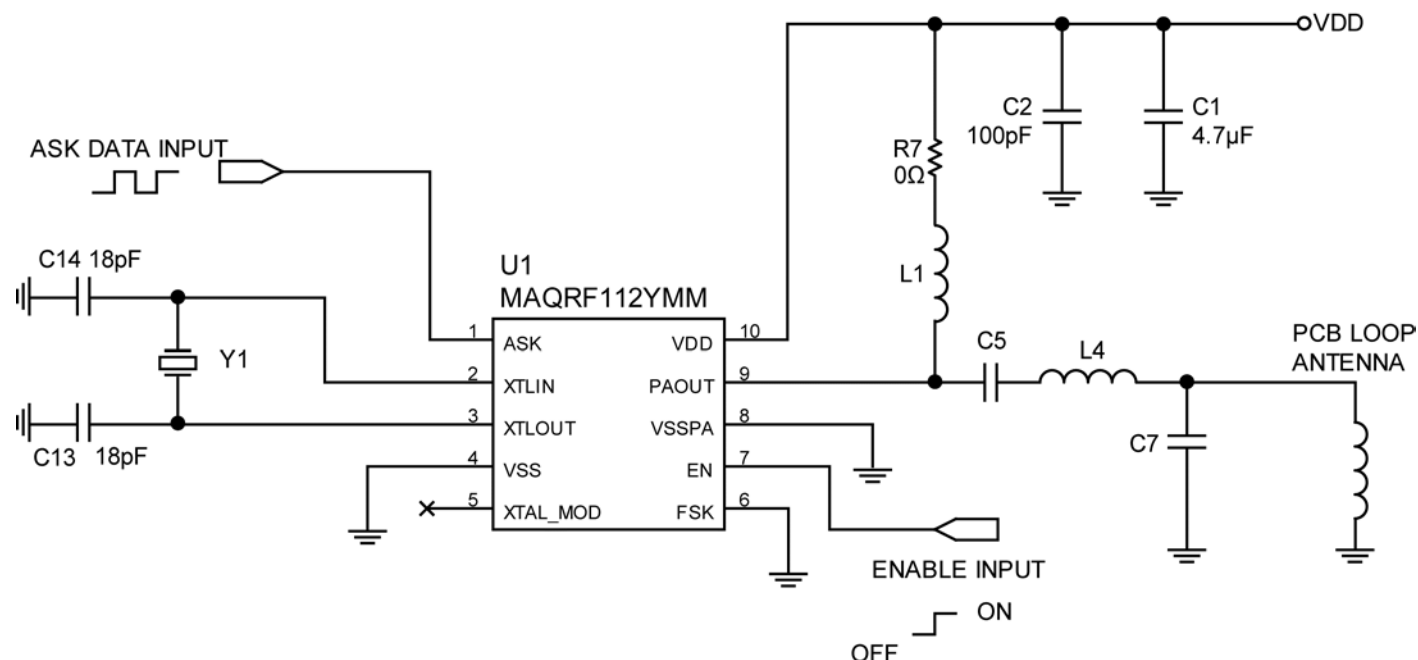 VDD
C2
100pF
C1
4.7µF
R7
0Ω
ASK DATA INPUT
C14 18pF
U1
MAQRF112YMM
L1
1
ASK
VDD
10
C5
L4
PCB LOOP
ANTENNA
Y1
2
XTLIN
PAOUT
9
3
XTLOUT
VSSPA
8
C7
C13
18pF
4
VSS
EN
7
5
XTAL_MOD
FSK
6
ENABLE INPUT
ON
OFF